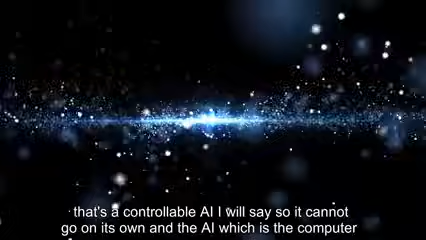 that's a controllable AI I will say so it cannot
go on its own and the AI which is the computer